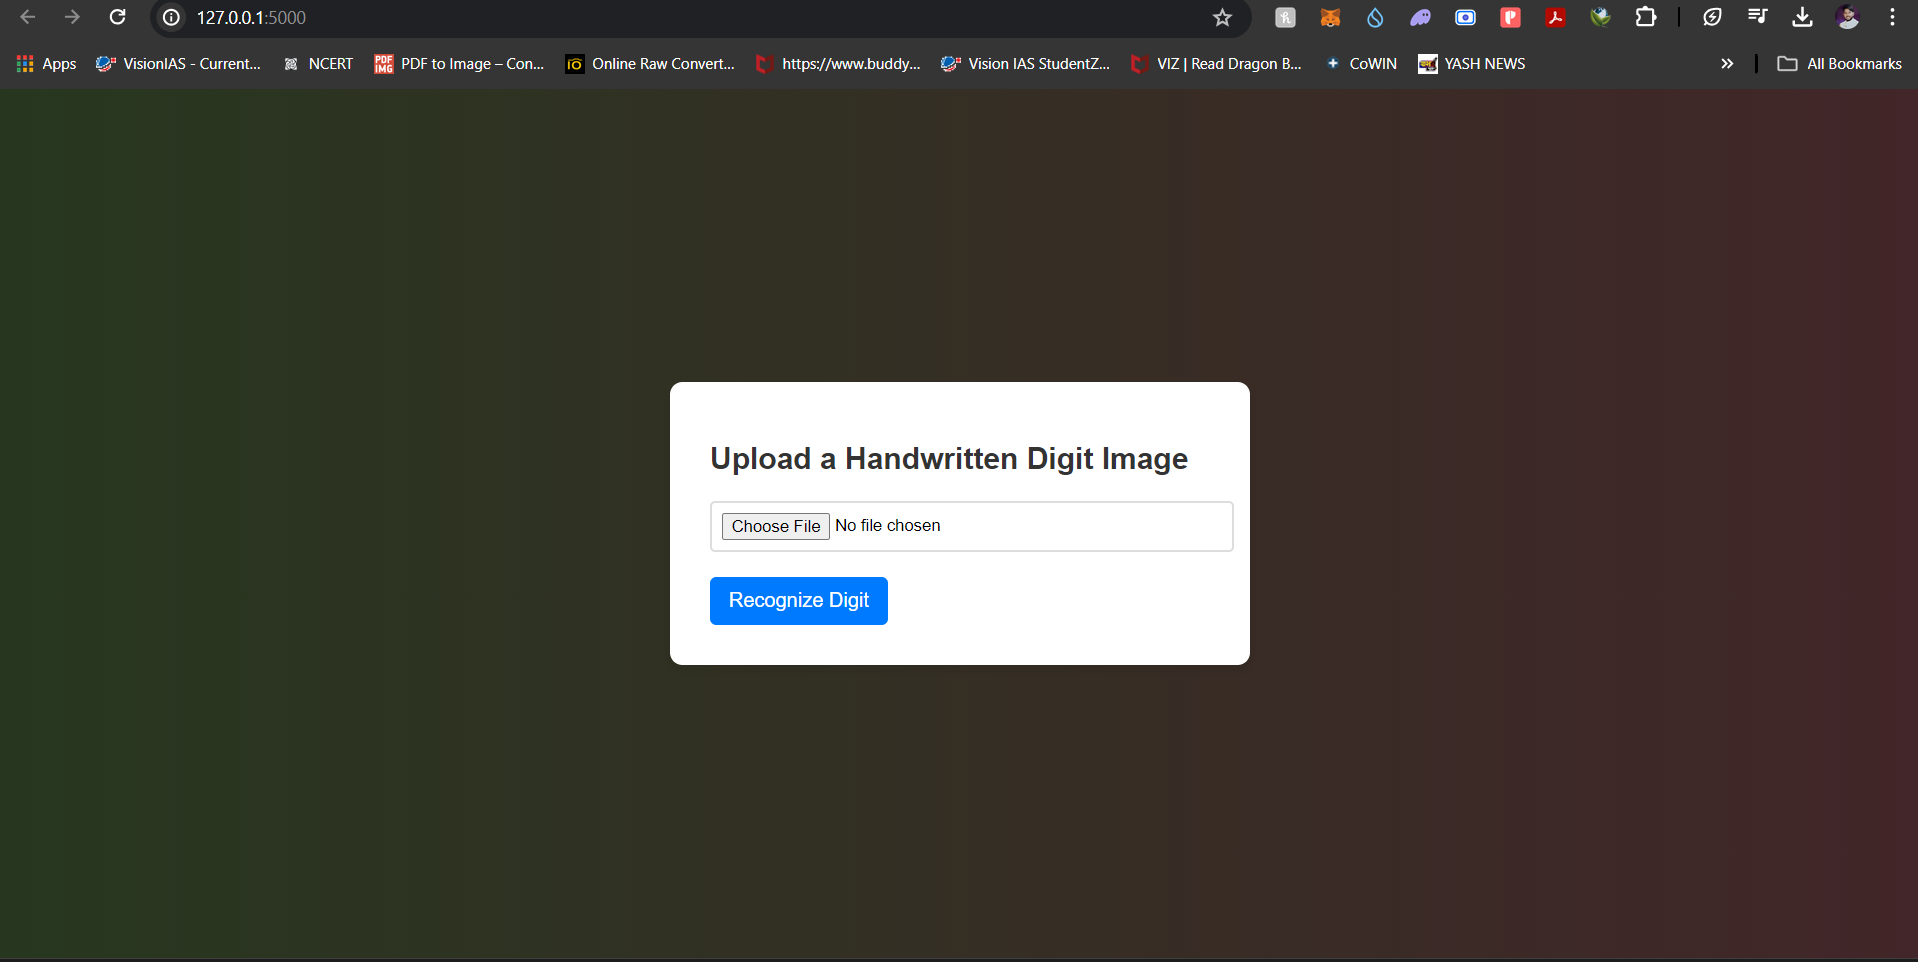 127.0.0.1:5000
Apps VisionIAS - Current... NCERT PDF to Image – Con... Online Raw Convert... https://www.buddy... Vision IAS StudentZ... VIZ | Read Dragon B... CoWIN YASH NEWS All Bookmarks
Upload a Handwritten Digit Image
Choose File No file chosen
Recognize Digit